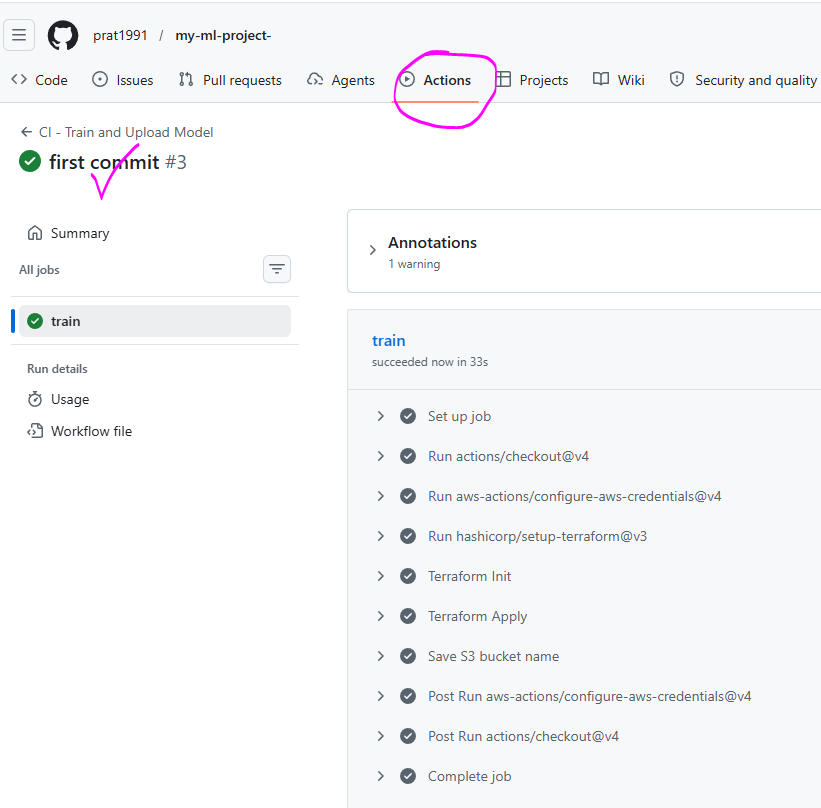 prat1991 / my-ml-project-
Code Issues Pull requests Agents Actions Projects Wiki Security and quality
CI - Train and Upload Model
first commit #3
Summary
All jobs
train
Run details
Usage
Workflow file
Annotations
1 warning
train
succeeded now in 33s
Set up job
Run actions/checkout@v4
Run aws-actions/configure-aws-credentials@v4
Run hashicorp/setup-terraform@v3
Terraform Init
Terraform Apply
Save S3 bucket name
Post Run aws-actions/configure-aws-credentials@v4
Post Run actions/checkout@v4
Complete job